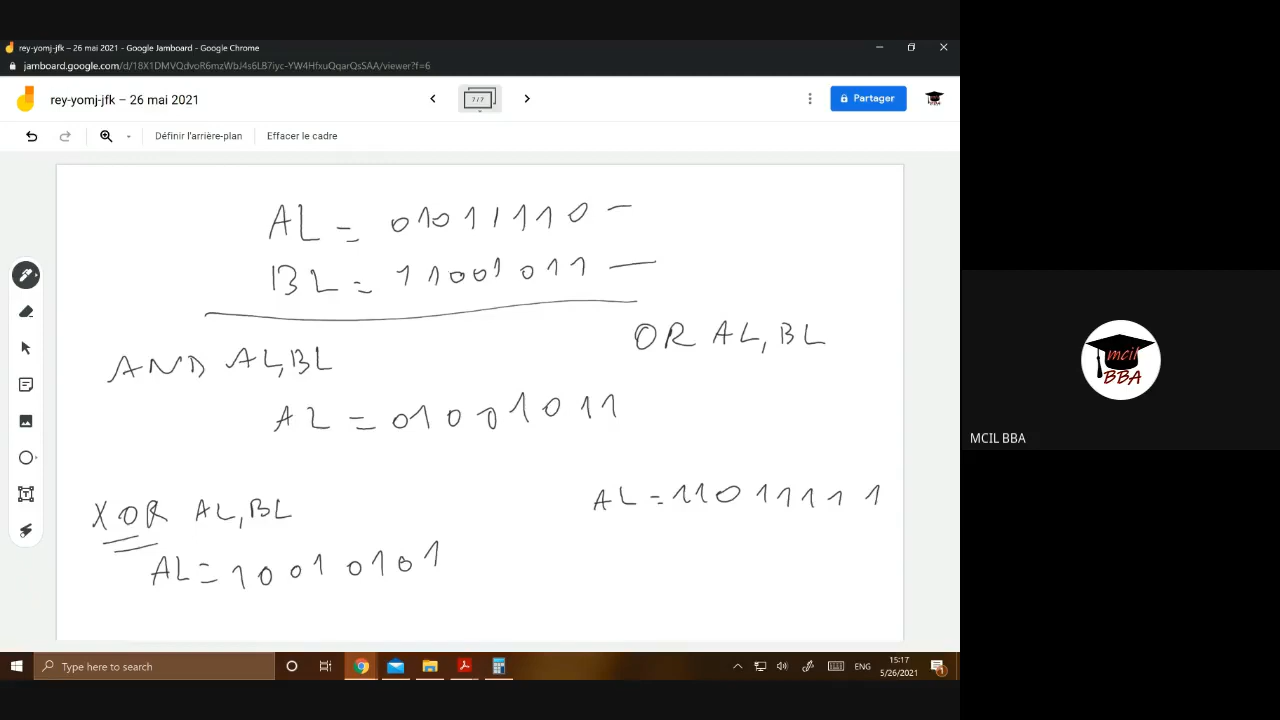 rey-yomj-jfk – 26 mai 2021 - Google Jamboard - Google Chrome
jamboard.google.com/d/18X1DMVQdvoR6mzWbJ4s6L87iyc-YW4HfxuQqarQsSAA/viewer?f=6
rey-yomj-jfk – 26 mai 2021
7 / 7
Partager
Définir l'arrière-plan
Effacer le cadre
AL = 01011110 —
BL = 11001011 —
AND AL,BL
OR AL,BL
AL = 01001011
XOR AL,BL
AL = 11011111
AL = 10010101
mcil
BBA
MCIL BBA
Type here to search
ENG
15:17
5/26/2021
1